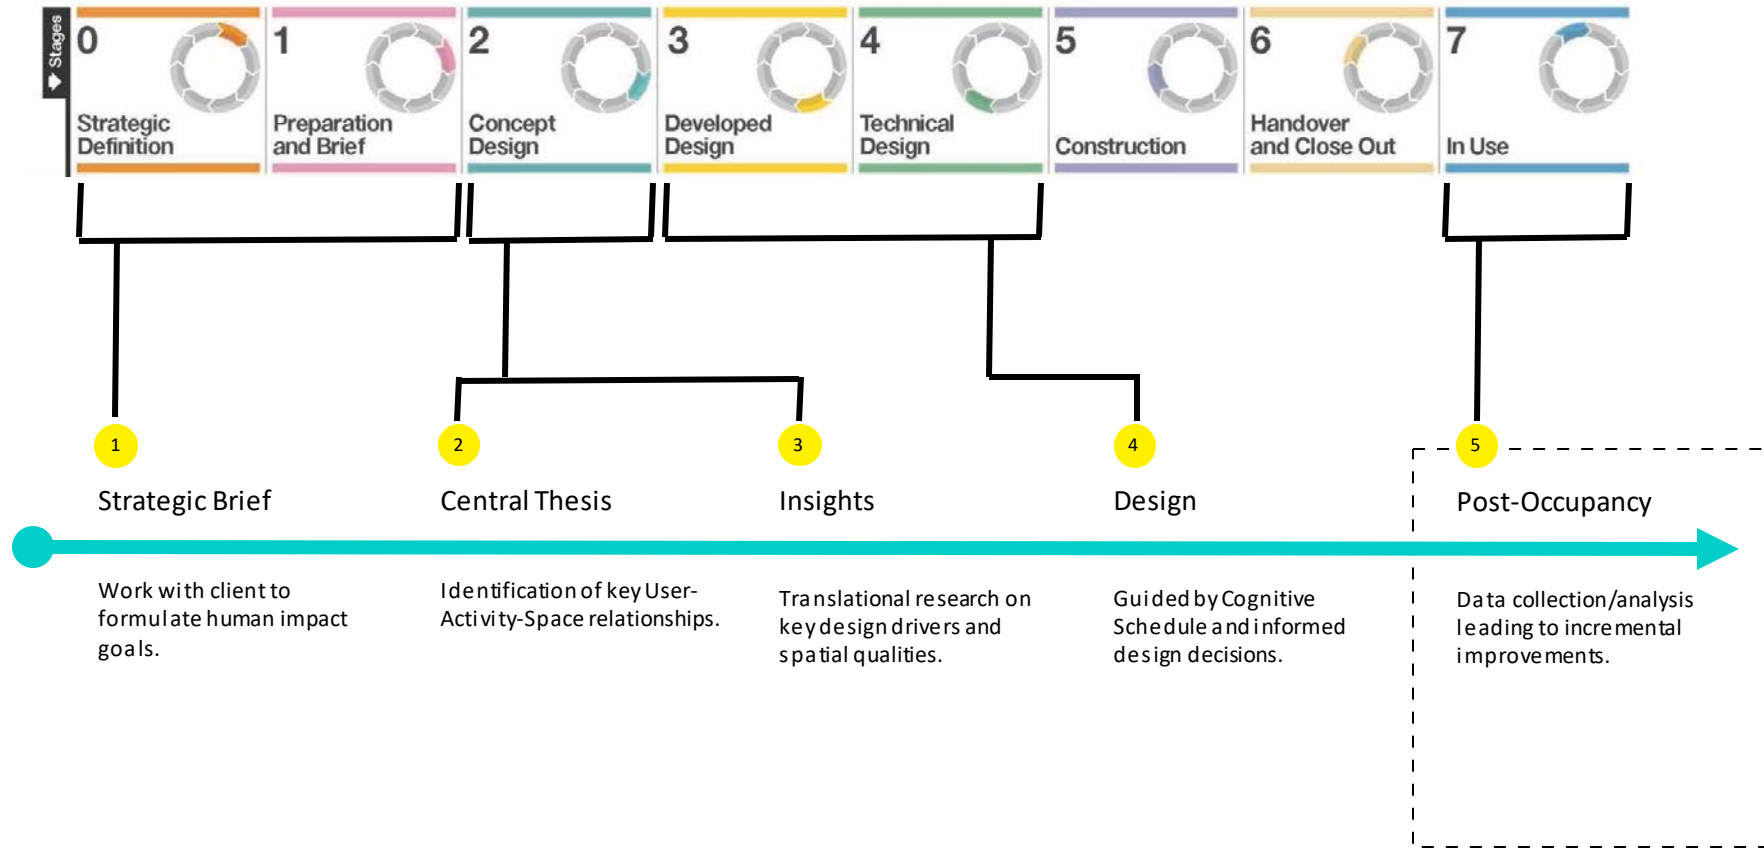 Stages
0
Strategic
Definition
1
Preparation
and Brief
2
Concept
Design
3
Developed
Design
4
Technical
Design
5
Construction
6
Handover
and Close Out
7
In Use
1
Strategic Brief
Work with client to
formulate human impact
goals.
2
Central Thesis
Identification of key User-
Activity-Space relationships.
3
Insights
Translational research on
key design drivers and
spatial qualities.
4
Design
Guided by Cognitive
Schedule and informed
design decisions.
5
Post-Occupancy
Data collection/analysis
leading to incremental
improvements.